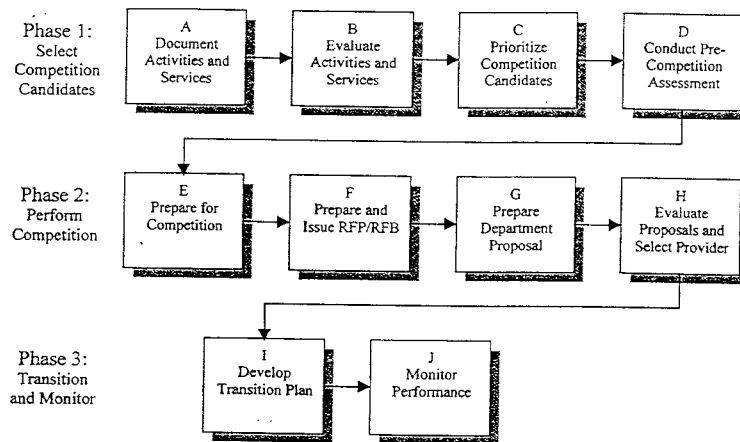 Phase 1:
Select
Competition
Candidates
A
Document
Activities and
Services
B
Evaluate
Activities and
Services
C
Prioritize
Competition
Candidates
D
Conduct Pre-
Competition
Assessment
Phase 2:
Perform
Competition
E
Prepare for
Competition
F
Prepare and
Issue RFP/RFB
G
Prepare
Department
Proposal
H
Evaluate
Proposals and
Select Provider
Phase 3:
Transition
and Monitor
I
Develop
Transition Plan
J
Monitor
Performance